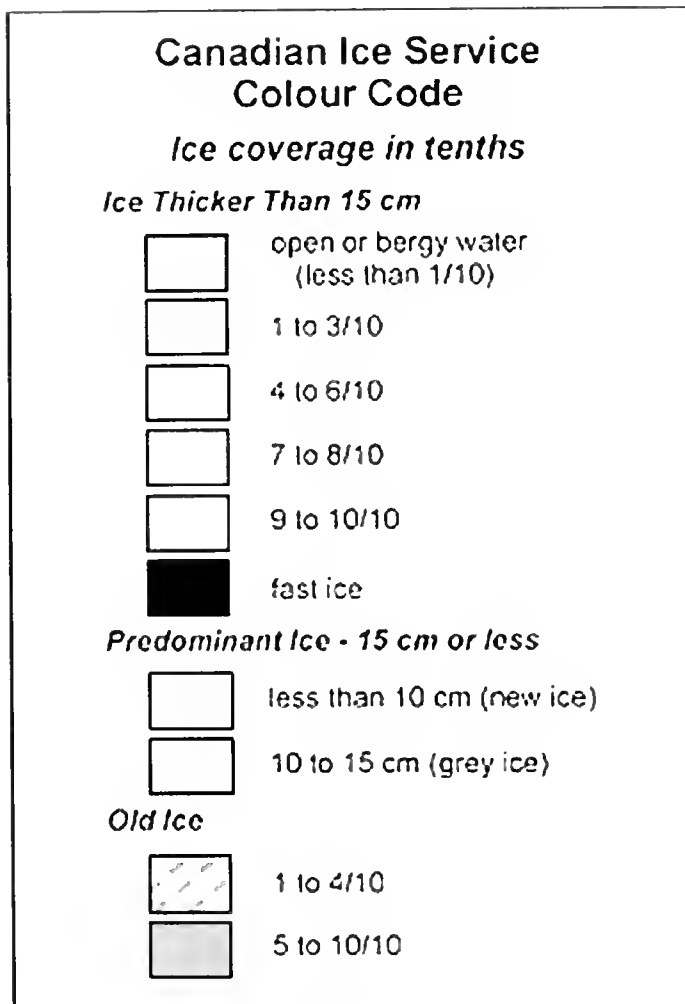 Canadian Ice Service
Colour Code
Ice coverage in tenths
Ice Thicker Than 15 cm
open or bergy water
(less than 1/10)
1 to 3/10
4 to 6/10
7 to 8/10
9 to 10/10
fast ice
Predominant Ice - 15 cm or less
less than 10 cm (new ice)
10 to 15 cm (grey ice)
Old Ice
1 to 4/10
5 to 10/10